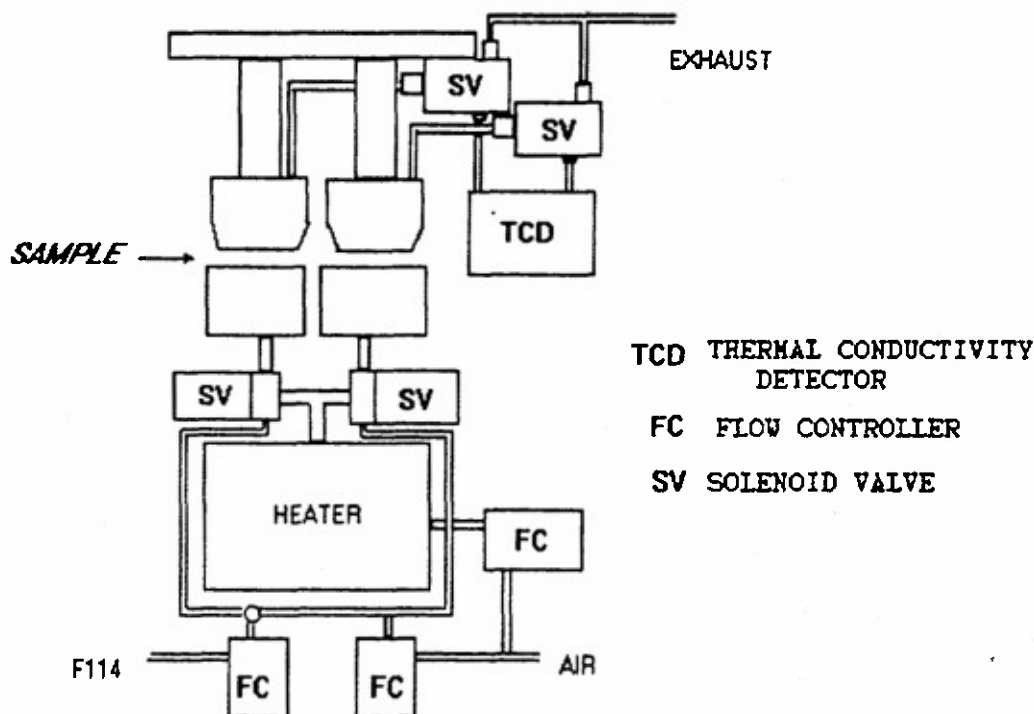 EXHAUST
SV
SV
TCD
SAMPLE
TCD THERMAL CONDUCTIVITY
DETECTOR
SV
SV
FC FLOW CONTROLLER
SV SOLENOID VALVE
HEATER
FC
F114
FC
FC
AIR